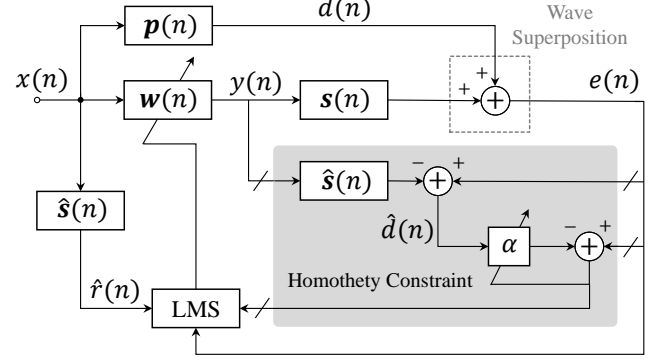 d(n)
Wave
Superposition
p(n)
x(n)
w(n)
y(n)
s(n)
+
+
+
e(n)
ŝ(n)
ŝ(n)
−
+
+
d̂(n)
α
−
+
+
Homothety Constraint
r̂(n)
LMS